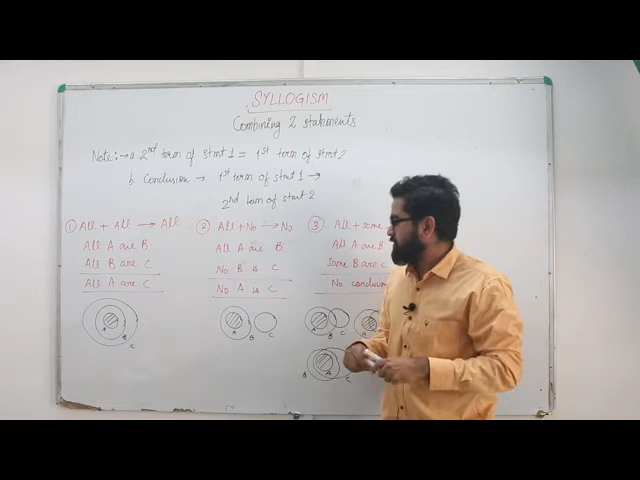 SYLLOGISM
Combining 2 statements
Note:→ a. 2nd term of stmt 1 = 1st term of stmt 2
b. Conclusion → 1st term of stmt 1 →
2nd term of stmt 2
① All + All → All
All A are B
All B are C
All A are C
A
B
C
② All + No → No
All A are B
No B is C
No A is C
A
B
C
③ All + some
All A are B
Some B are C
No conclusion
A
B
C
A
B
A
C